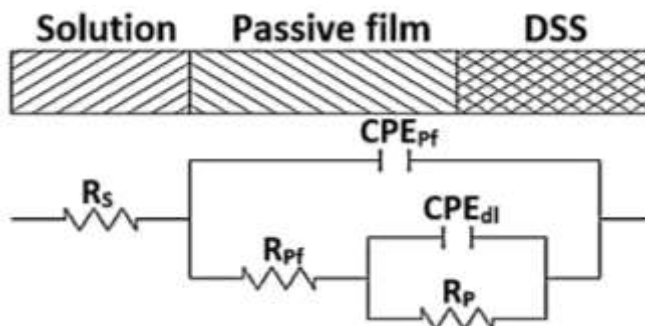 Solution Passive film DSS
CPEPf
RS
CPEdl
RPf
RP